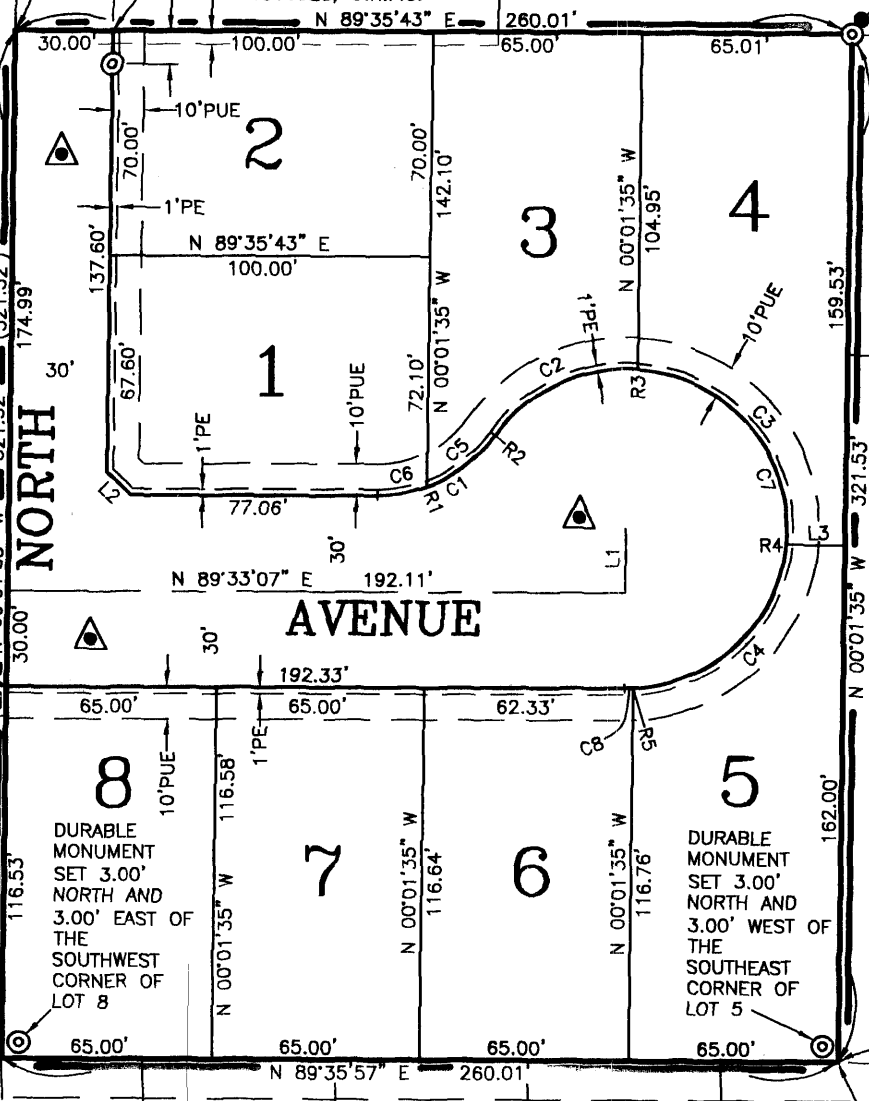 N 89°35'43" E 260.01'
30.00' 100.00' 65.00' 65.01'
10'PUE
70.00'
2
70.00'
142.10'
N 00°01'35" W
104.95'
3
4
1'PE
137.60'
N 89°35'43" E
100.00'
174.99'
30'
67.60'
1
72.10'
N 00°01'35" W
1'PE
10'PUE
1'PE
10'PUE
159.53'
C2
R3
C3
C5
R2
C6
R1
C1
C7
L2
77.06'
30'
NORTH
L1
R4
L3
321.53'
N 00°01'35" W
N 89°33'07" E 192.11'
AVENUE
30.00'
30'
C4
192.33'
65.00' 65.00' 62.33'
C8
R5
10'PUE
1'PE
8
7
6
5
116.53'
116.58'
N 00°01'35" W
N 00°01'35" W
116.64'
N 00°01'35" W
116.76'
162.00'
DURABLE
MONUMENT
SET 3.00'
NORTH AND
3.00' EAST OF
THE
SOUTHWEST
CORNER OF
LOT 8
DURABLE
MONUMENT
SET 3.00'
NORTH AND
3.00' WEST OF
THE
SOUTHEAST
CORNER OF
LOT 5
65.00' 65.00' 65.00' 65.00'
N 89°35'57" E 260.01'